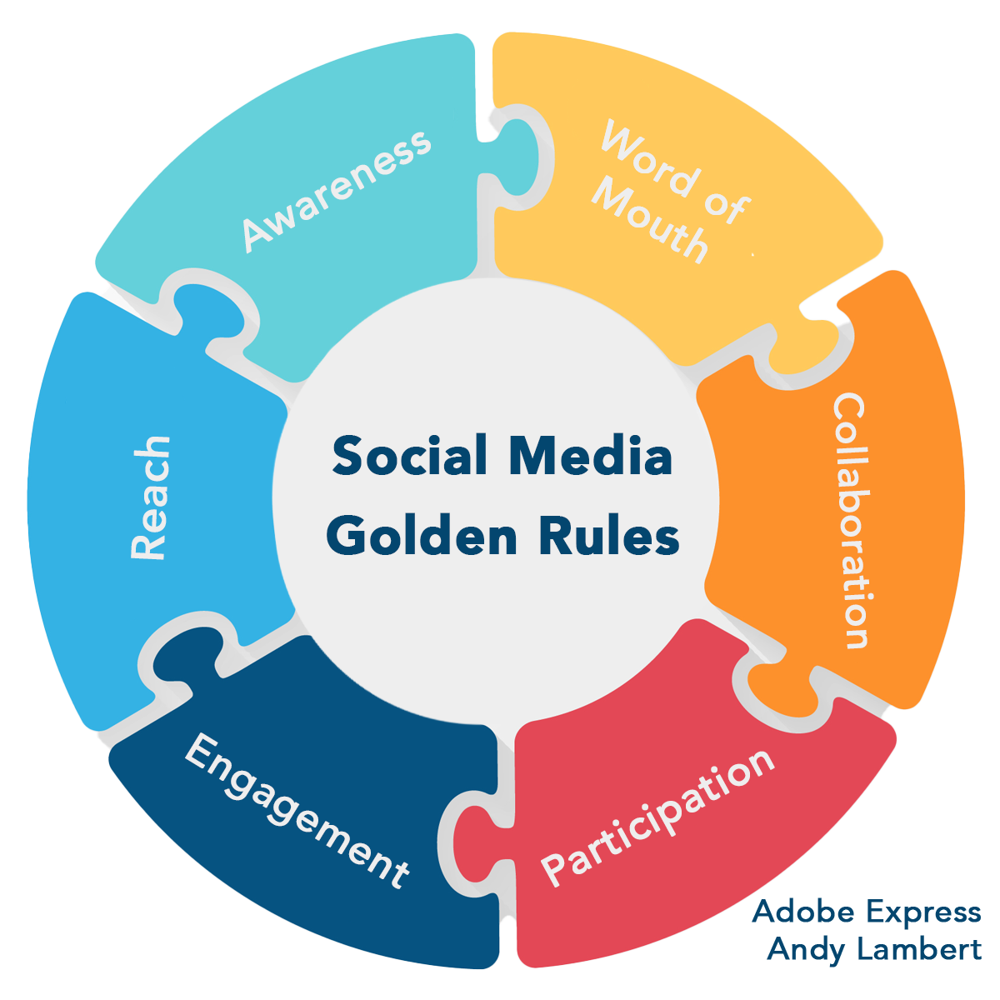 Awareness
Word of
Mouth
Collaboration
Participation
Engagement
Reach
Social Media
Golden Rules
Adobe Express
Andy Lambert